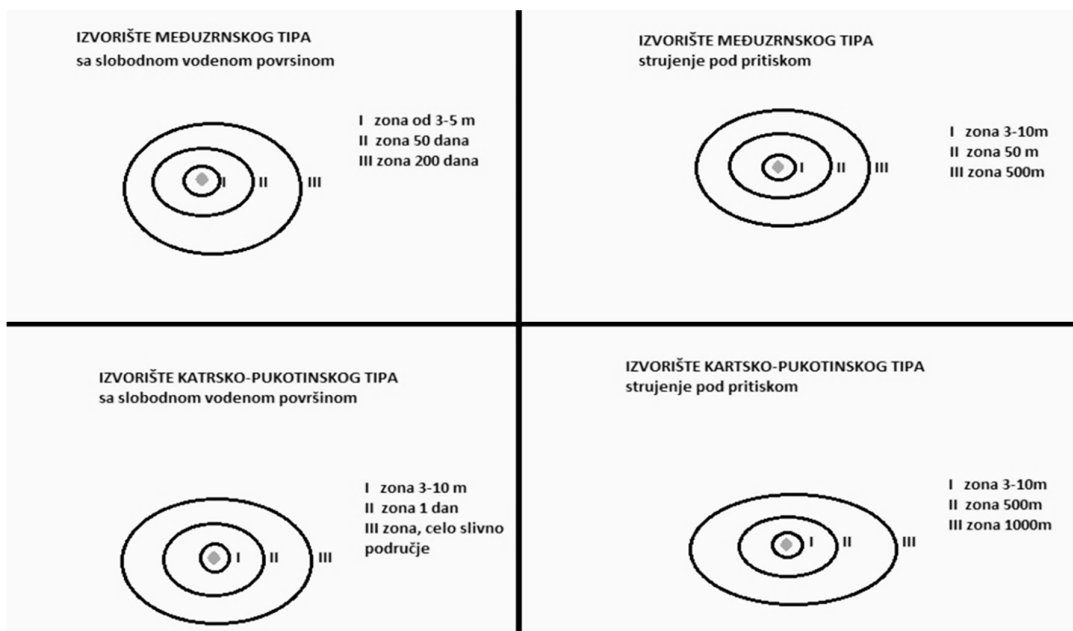 IZVORIŠTE MEĐUZRNSKOG TIPA
sa slobodnom vodenom povrsinom
I zona od 3-5 m
II zona 50 dana
III zona 200 dana
I II III
IZVORIŠTE MEĐUZRNSKOG TIPA
strujenje pod pritiskom
I zona 3-10m
II zona 50 m
III zona 500m
I II III
IZVORIŠTE KATRSKO-PUKOTINSKOG TIPA
sa slobodnom vodenom površinom
I zona 3-10 m
II zona 1 dan
III zona, celo slivno
područje
I II III
IZVORIŠTE KARTSKO-PUKOTINSKOG TIPA
strujenje pod pritiskom
I zona 3-10m
II zona 500m
III zona 1000m
I II III